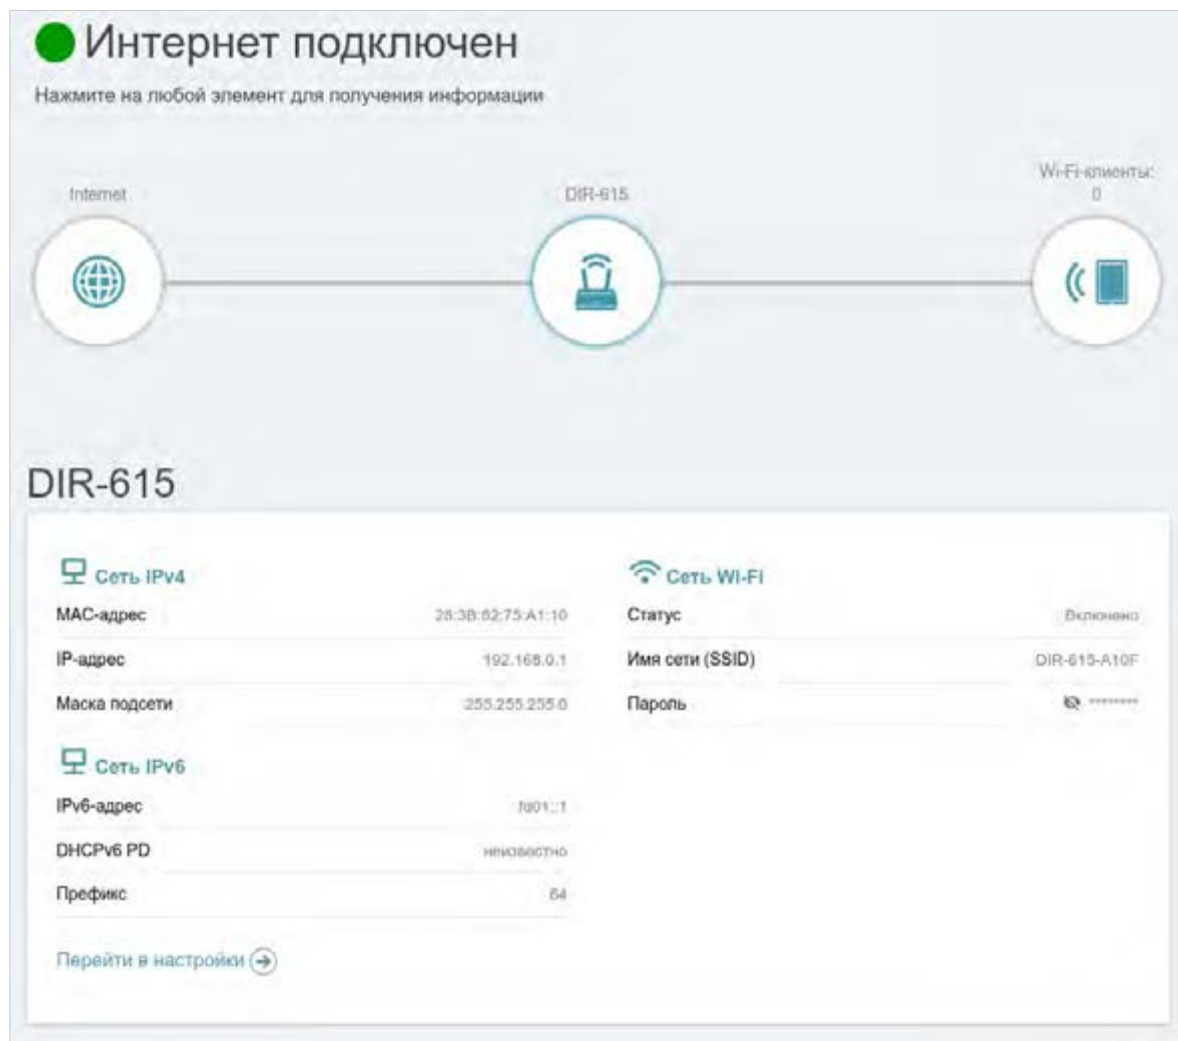 Интернет подключен
Нажмите на любой элемент для получения информации
Internet
DIR-615
Wi-Fi-клиенты:
0
DIR-615
Сеть IPv4
MAC-адрес 28:3B:82:75:A1:10
IP-адрес 192.168.0.1
Маска подсети 255.255.255.0
Сеть IPv6
IPv6-адрес fd01::1
DHCPv6 PD неизвестно
Префикс 64
Перейти в настройки
Сеть Wi-Fi
Статус Включено
Имя сети (SSID) DIR-615-A10F
Пароль ********